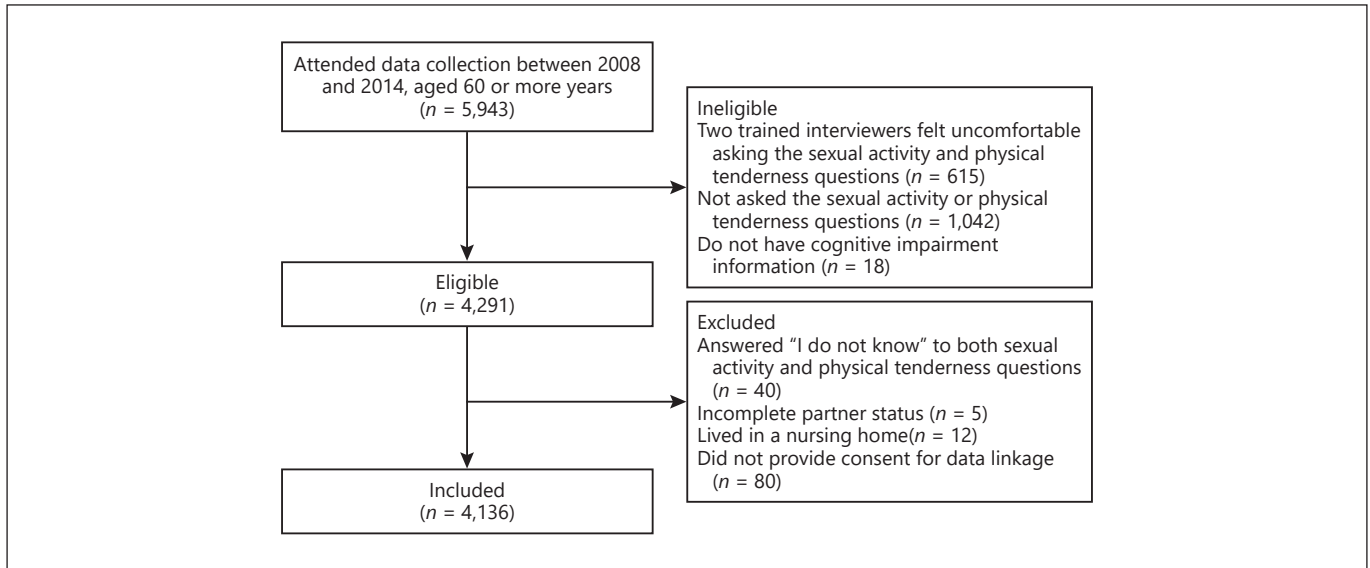 Attended data collection between 2008
and 2014, aged 60 or more years
(n = 5,943)
Ineligible
Two trained interviewers felt uncomfortable
asking the sexual activity and physical
tenderness questions (n = 615)
Not asked the sexual activity or physical
tenderness questions (n = 1,042)
Do not have cognitive impairment
information (n = 18)
Eligible
(n = 4,291)
Excluded
Answered “I do not know” to both sexual
activity and physical tenderness questions
(n = 40)
Incomplete partner status (n = 5)
Lived in a nursing home(n = 12)
Did not provide consent for data linkage
(n = 80)
Included
(n = 4,136)